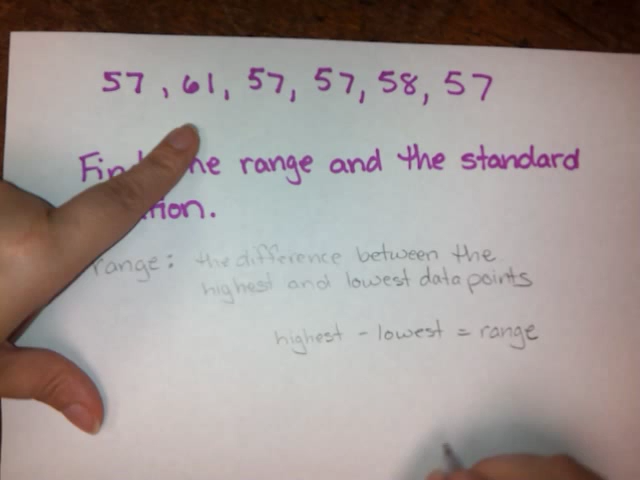 57, 61, 57, 57, 58, 57
range and the standard
range: the difference between the
highest and lowest data points
highest - lowest = range